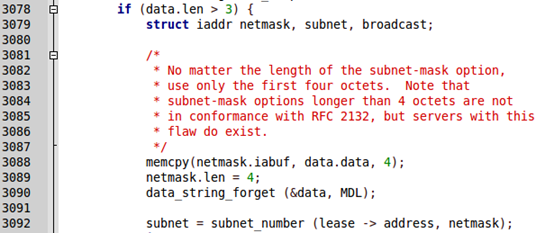 3078 if (data.len > 3) {
3079 struct iaddr netmask, subnet, broadcast;
3080
3081 /*
3082 * No matter the length of the subnet-mask option,
3083 * use only the first four octets.  Note that
3084 * subnet-mask options longer than 4 octets are not
3085 * in conformance with RFC 2132, but servers with this
3086 * flaw do exist.
3087 */
3088 memcpy(netmask.iabuf, data.data, 4);
3089 netmask.len = 4;
3090 data_string_forget (&data, MDL);
3091
3092 subnet = subnet_number (lease -> address, netmask);